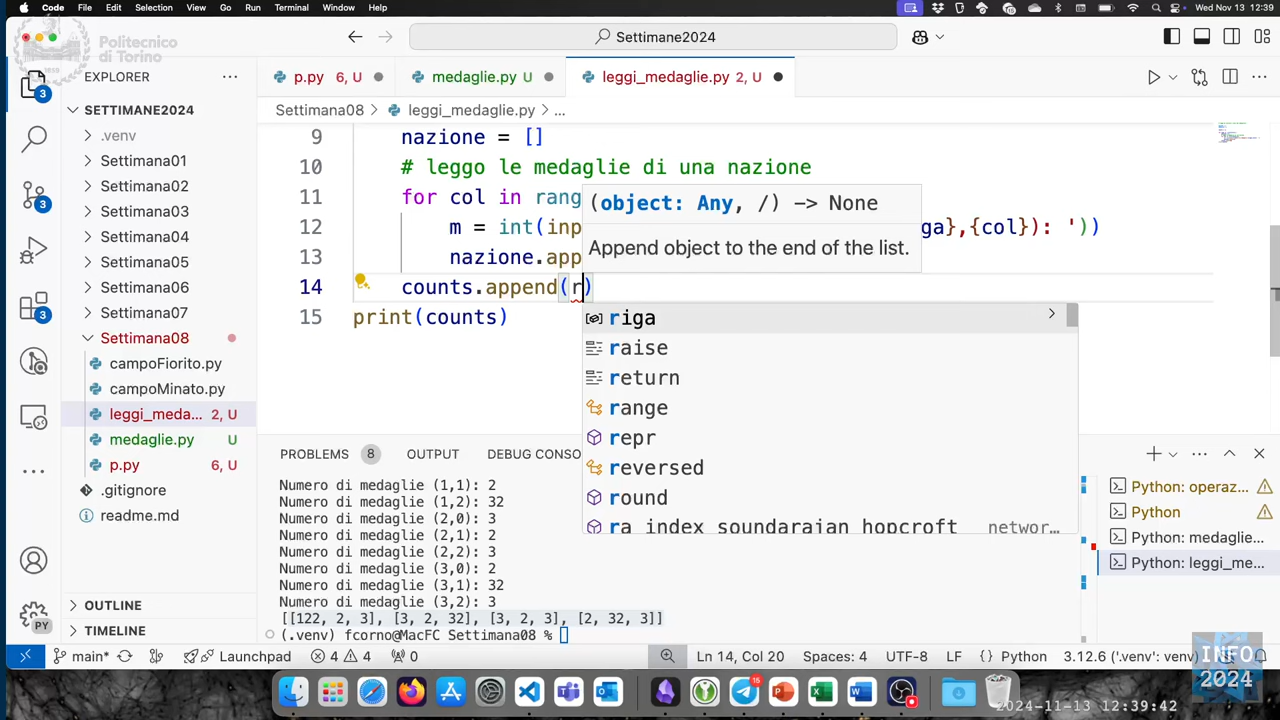 Code File Edit Selection View Go Run Terminal Window Help Wed Nov 13 12:39
Politecnico
di Torino
Settimane2024
EXPLORER
p.py 6, U
medaglie.py U
leggi_medaglie.py 2, U
Settimana08 > leggi_medaglie.py > ...
SETTIMANE2024
.venv
Settimana01
Settimana02
Settimana03
Settimana04
Settimana05
Settimana06
Settimana07
Settimana08
campoFiorito.py
campoMinato.py
leggi_meda... 2, U
medaglie.py U
p.py 6, U
.gitignore
readme.md
OUTLINE
TIMELINE
3
3
3
PY
9 nazione = []
10 # leggo le medaglie di una nazione
11 for col in rang
12 m = int(inp ga},{col}): '))
13 nazione.app
14 counts.append(r)
15 print(counts)
(object: Any, /) -> None
Append object to the end of the list.
riga
raise
return
range
repr
reversed
round
ra_index_soundarajan_hopcroft networ...
PROBLEMS 8 OUTPUT DEBUG CONSO
Numero di medaglie (1,1): 2
Numero di medaglie (1,2): 32
Numero di medaglie (2,0): 3
Numero di medaglie (2,1): 2
Numero di medaglie (2,2): 3
Numero di medaglie (3,0): 2
Numero di medaglie (3,1): 32
Numero di medaglie (3,2): 3
[[122, 2, 3], [3, 2, 32], [3, 2, 3], [2, 32, 3]]
(.venv) fcorno@MacFC Settimana08 %
Python: operaz...
Python
Python: medaglie...
Python: leggi_me...
main* Launchpad 4 4 0 Ln 14, Col 20 Spaces: 4 UTF-8 LF Python 3.12.6 ('.venv': venv)
15
INFO
2024
2024-11-13 12:39:42